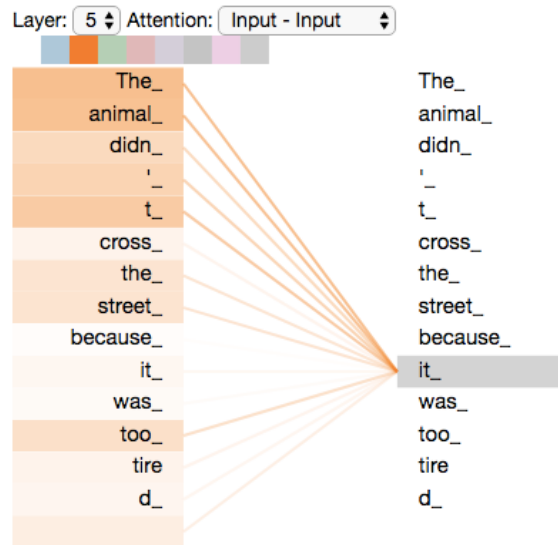 Layer: 5 Attention: Input - Input
The_ The_
animal_ animal_
didn_ didn_
'_ '_
t_ t_
cross_ cross_
the_ the_
street_ street_
because_ because_
it_ it_
was_ was_
too_ too_
tire tire
d_ d_